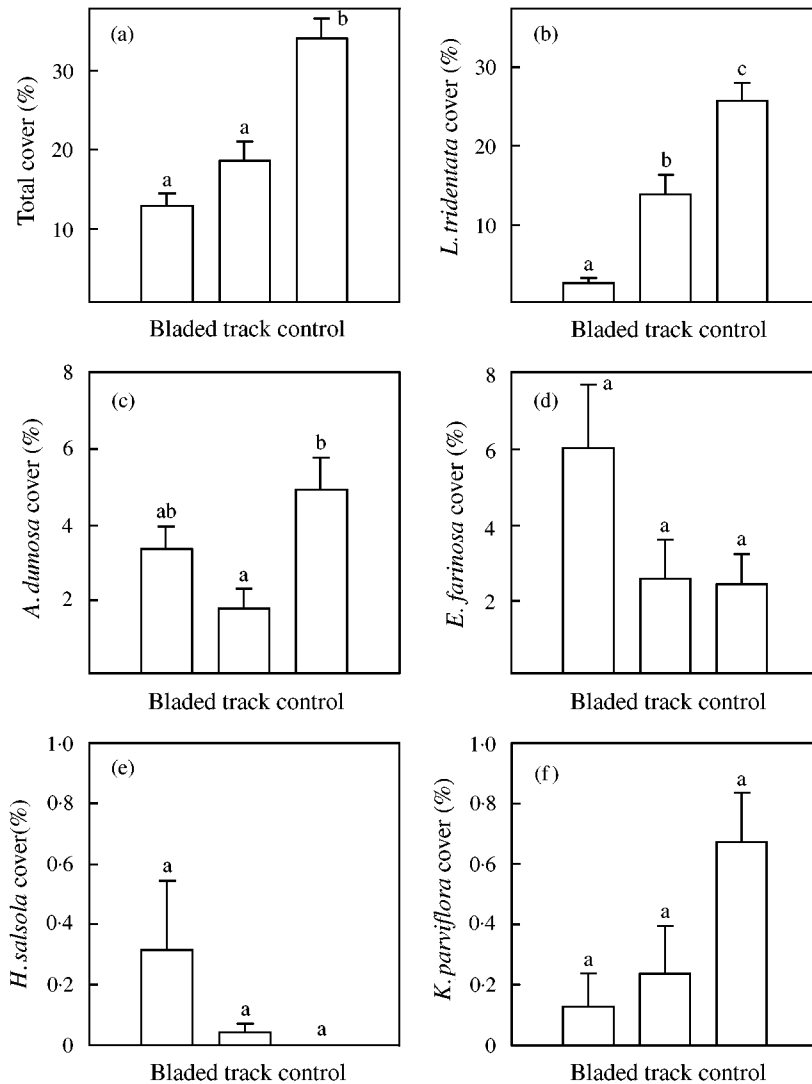 (a)
Total cover (%)
30
20
10
a
a
b
Bladed track control
(b)
L. tridentata cover (%)
30
20
10
a
b
c
Bladed track control
(c)
A. dumosa cover (%)
8
6
4
2
ab
a
b
Bladed track control
(d)
E. farinosa cover (%)
8
6
4
2
a
a
a
Bladed track control
(e)
H. salsola cover(%)
1·0
0·8
0·6
0·4
0·2
0
a
a
a
Bladed track control
(f)
K. parviflora cover (%)
1·0
0·8
0·6
0·4
0·2
0
a
a
a
Bladed track control